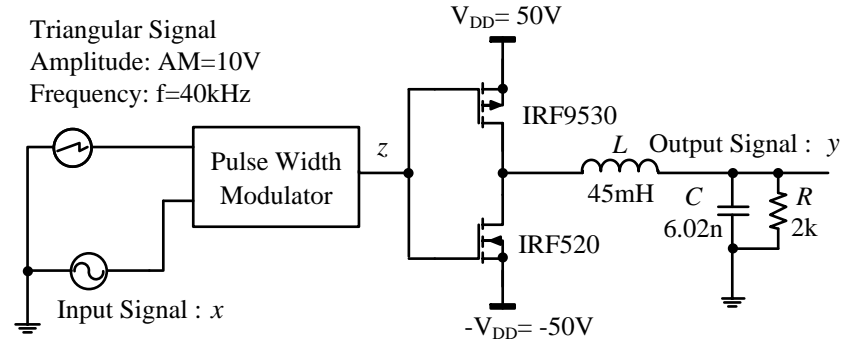 Triangular Signal
Amplitude: AM=10V
Frequency: f=40kHz
V_DD= 50V
IRF9530
Pulse Width
Modulator
z
L
45mH
Output Signal : y
C
6.02n
R
2k
IRF520
Input Signal : x
-V_DD= -50V